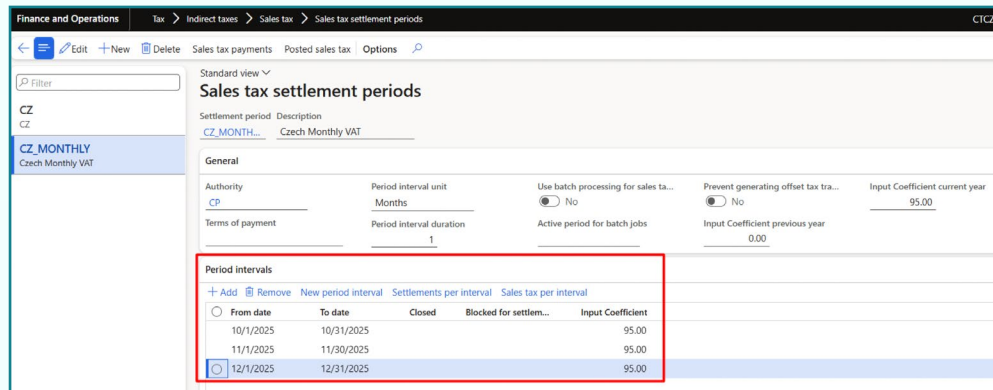 Finance and Operations Tax > Indirect taxes > Sales tax > Sales tax settlement periods CTCZ
Edit + New Delete Sales tax payments Posted sales tax Options
Filter
CZ
CZ
CZ_MONTHLY
Czech Monthly VAT
Standard view
Sales tax settlement periods
Settlement period Description
CZ_MONTH... Czech Monthly VAT
General
Authority Period interval unit Use batch processing for sales ta... Prevent generating offset tax tra... Input Coefficient current year
CP Months No No 95.00
Terms of payment Period interval duration Active period for batch jobs Input Coefficient previous year
1 0.00
Period intervals
+ Add Remove New period interval Settlements per interval Sales tax per interval
From date To date Closed Blocked for settlem... Input Coefficient
10/1/2025 10/31/2025 95.00
11/1/2025 11/30/2025 95.00
12/1/2025 12/31/2025 95.00